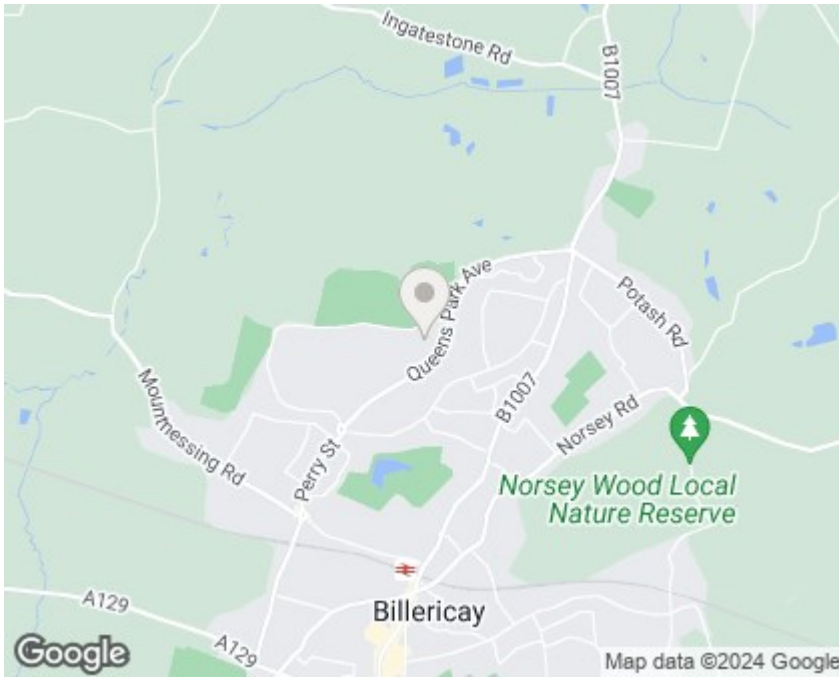 Ingatestone Rd
B1007
Queens Park Ave
Potash Rd
B1007
Mountnessing Rd
Norsey Rd
Perry St
Norsey Wood Local
Nature Reserve
A129
Billericay
A129
Google
Map data ©2024 Google